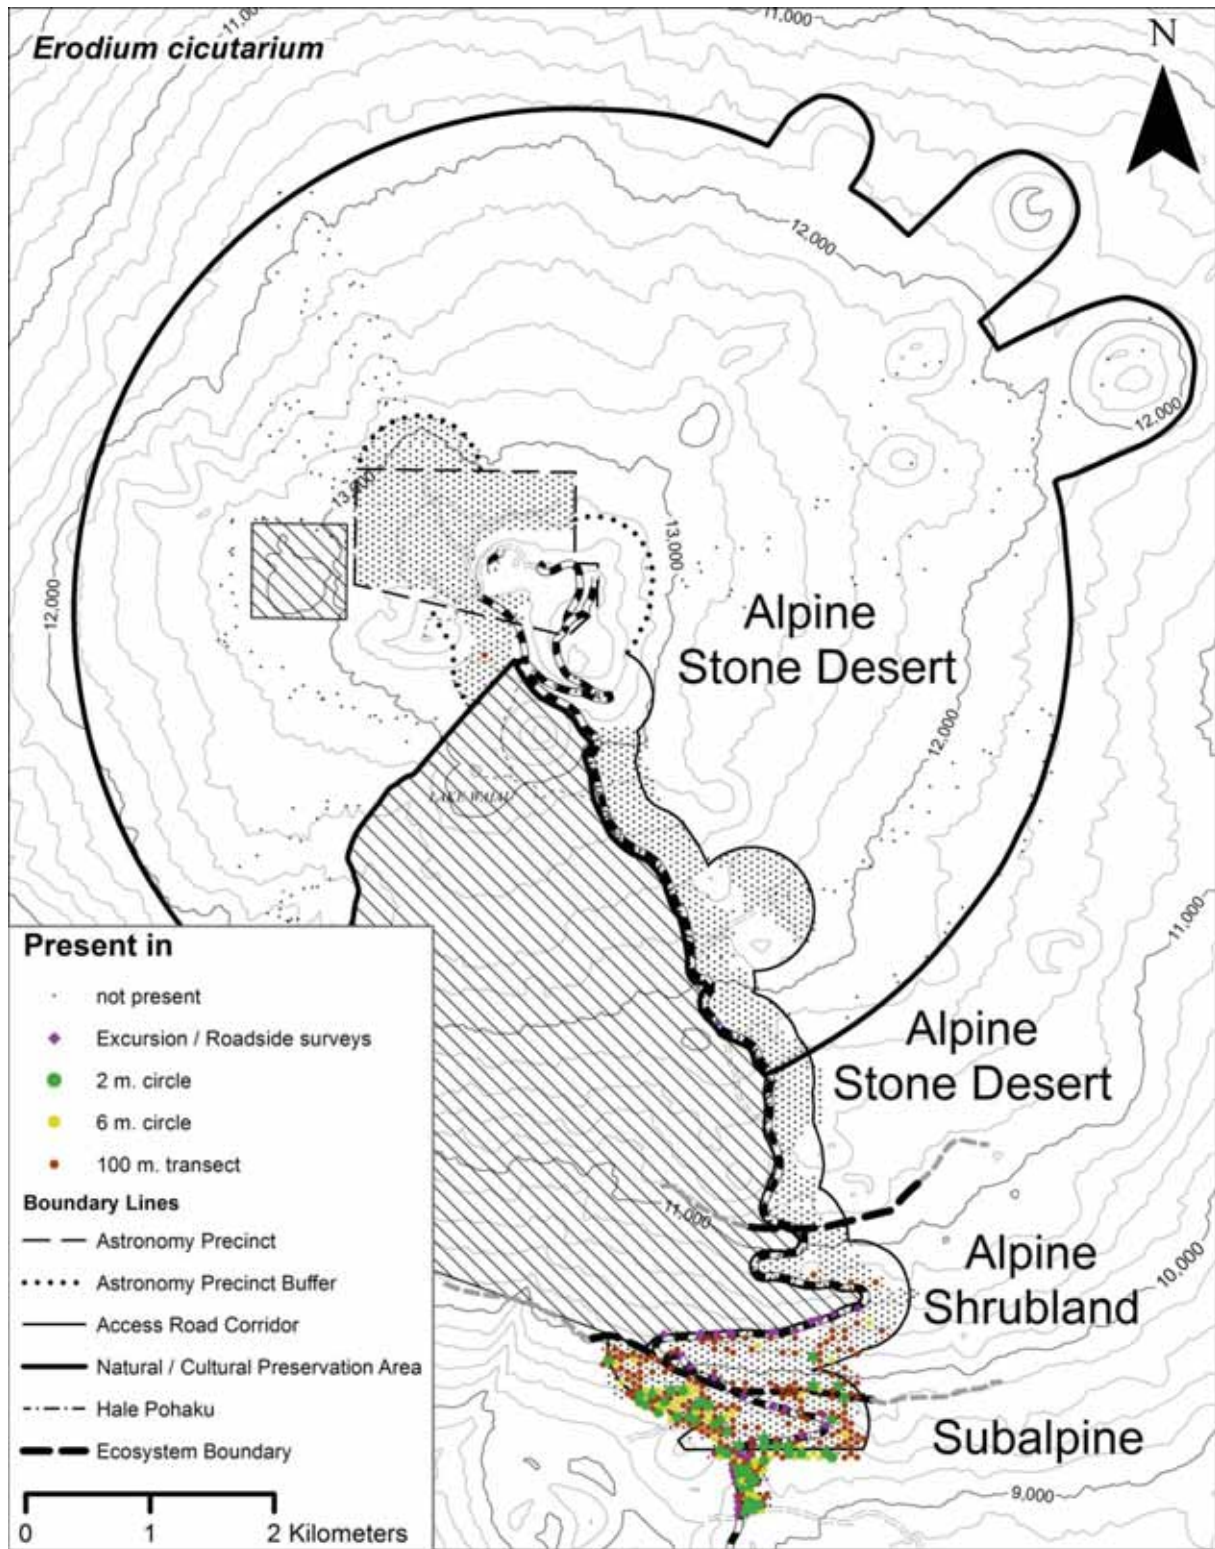 11,000
11,000
Erodium cicutarium
N
12,000
12,000
13,000
13,000
12,000
Alpine
Stone Desert
12,000
LAKE WAIAU
11,000
Present in
not present
Excursion / Roadside surveys
2 m. circle
6 m. circle
100 m. transect
Boundary Lines
Astronomy Precinct
Astronomy Precinct Buffer
Access Road Corridor
Natural / Cultural Preservation Area
Hale Pohaku
Ecosystem Boundary
0 1 2 Kilometers
Alpine
Stone Desert
11,000
Alpine
Shrubland
10,000
Subalpine
9,000